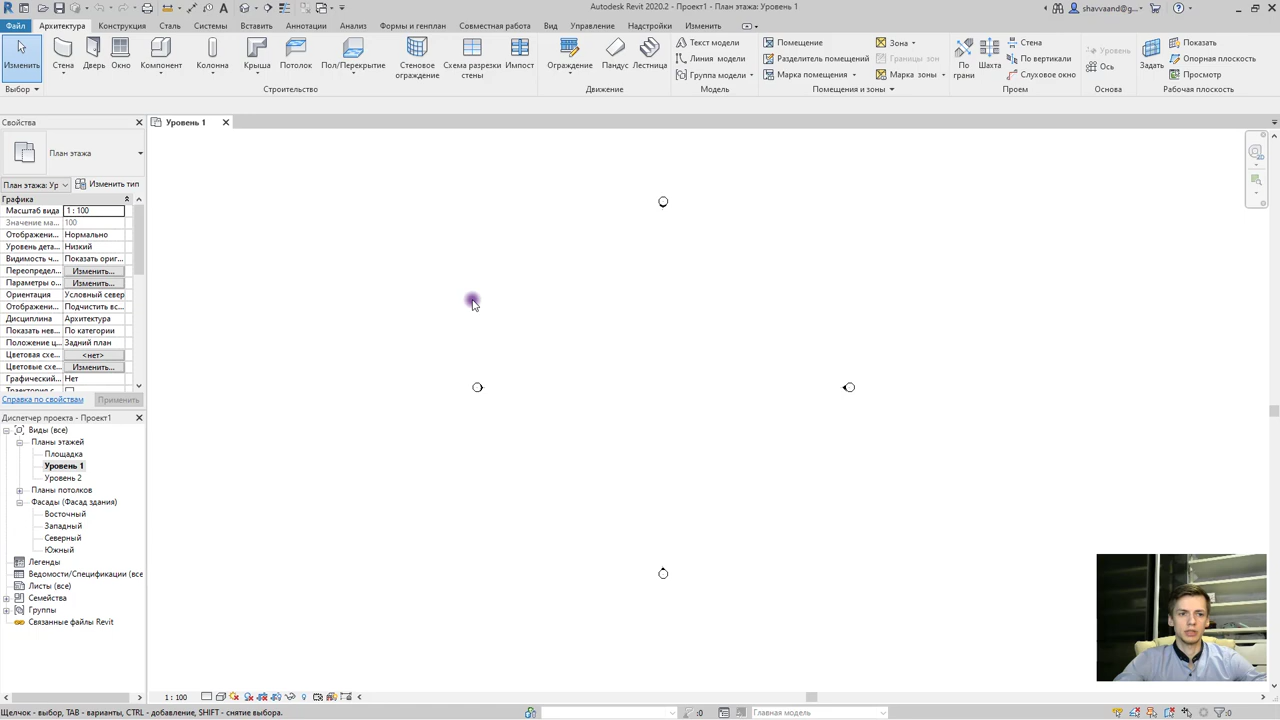 Autodesk Revit 2020.2 - Проект1 - План этажа: Уровень 1
shavvaand@g...
Файл Архитектура Конструкция Сталь Системы Вставить Аннотации Анализ Формы и генплан Совместная работа Вид Управление Надстройки Изменить
Изменить Стена Дверь Окно Компонент Колонна Крыша Потолок Пол/Перекрытие Стеновое ограждение Схема разрезки стены Импост Ограждение Пандус Лестница
Текст модели Помещение Зона Стена Уровень Показать
Линия модели Разделитель помещений Границы зон По грани Шахта По вертикали Ось Задать Опорная плоскость
Группа модели Марка помещения Марка зоны Слуховое окно Просмотр
Выбор Строительство Движение Модель Помещения и зоны Проем Основа Рабочая плоскость
Свойства
Уровень 1
План этажа
План этажа: Ур Изменить тип
Графика
Масштаб вида 1 : 100
Значение ма... 100
Отображени... Нормально
Уровень дета... Низкий
Видимость ч... Показать ориг...
Переопредел... Изменить...
Параметры о... Изменить...
Ориентация Условный север
Отображени... Подчистить вс...
Дисциплина Архитектура
Показать нев... По категории
Положение ц... Задний план
Цветовая схе... <нет>
Цветовые схе... Изменить...
Графический... Нет
Справка по свойствам Применить
Диспетчер проекта - Проект1
Виды (все)
Планы этажей
Площадка
Уровень 1
Уровень 2
Планы потолков
Фасады (Фасад здания)
Восточный
Западный
Северный
Южный
Легенды
Ведомости/Спецификации (все
Листы (все)
Семейства
Группы
Связанные файлы Revit
1 : 100
Щелчок - выбор, TAB - варианты, CTRL - добавление, SHIFT - снятие выбора. :0 Главная модель :0